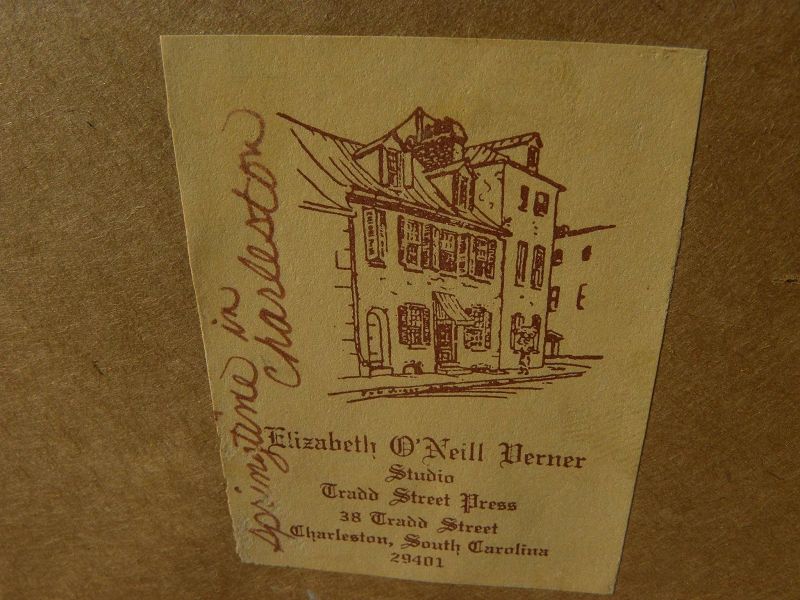 springtime in
Charleston
Elizabeth O'Neill Verner
Studio
Tradd Street Press
38 Tradd Street
Charleston, South Carolina
29401